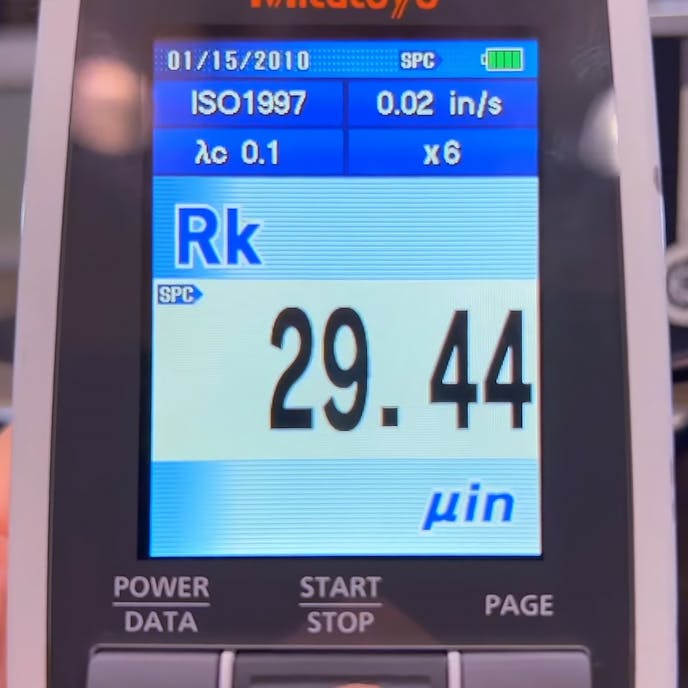 Mitutoyo
01/15/2010 SPC
ISO1997 0.02 in/s
λc 0.1 x6
Rk
SPC
29.44
µin
POWER START PAGE
DATA STOP